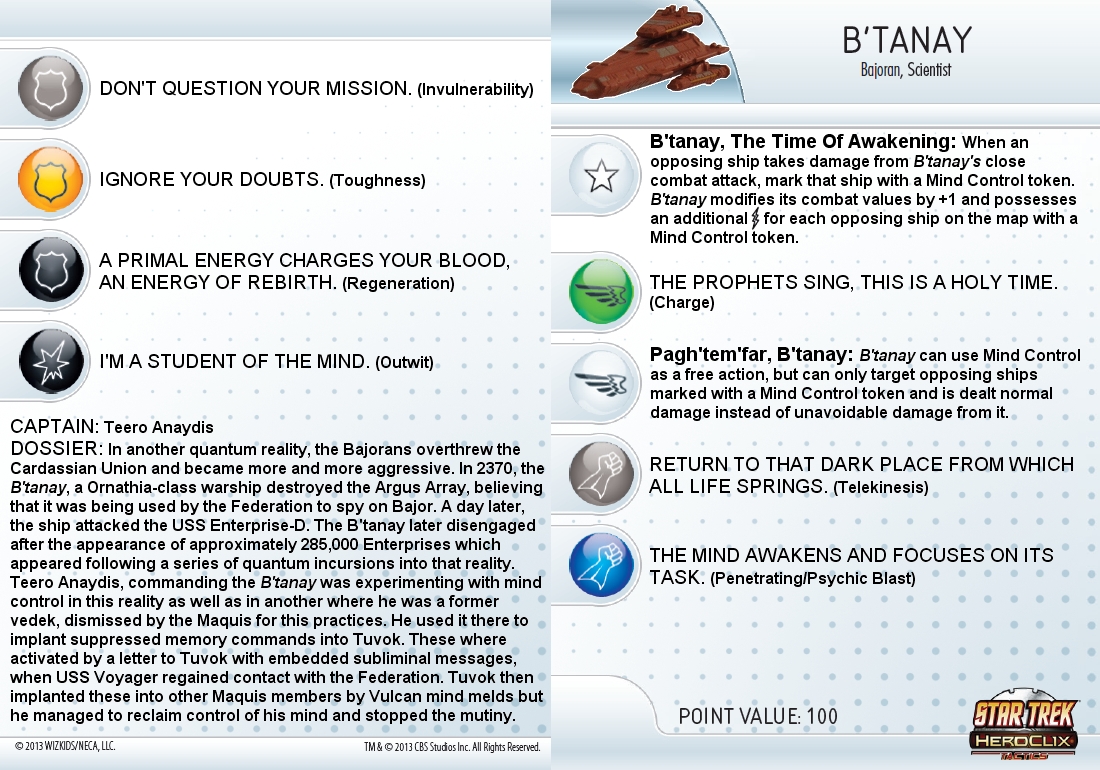 DON'T QUESTION YOUR MISSION. (Invulnerability)
IGNORE YOUR DOUBTS. (Toughness)
A PRIMAL ENERGY CHARGES YOUR BLOOD,
AN ENERGY OF REBIRTH. (Regeneration)
I'M A STUDENT OF THE MIND. (Outwit)
CAPTAIN: Teero Anaydis
DOSSIER: In another quantum reality, the Bajorans overthrew the
Cardassian Union and became more and more aggressive. In 2370, the
B'tanay, a Ornathia-class warship destroyed the Argus Array, believing
that it was being used by the Federation to spy on Bajor. A day later,
the ship attacked the USS Enterprise-D. The B'tanay later disengaged
after the appearance of approximately 285,000 Enterprises which
appeared following a series of quantum incursions into that reality.
Teero Anaydis, commanding the B'tanay was experimenting with mind
control in this reality as well as in another where he was a former
vedek, dismissed by the Maquis for this practices. He used it there to
implant suppressed memory commands into Tuvok. These where
activated by a letter to Tuvok with embedded subliminal messages,
when USS Voyager regained contact with the Federation. Tuvok then
implanted these into other Maquis members by Vulcan mind melds but
he managed to reclaim control of his mind and stopped the mutiny.
© 2013 WIZKIDS/NECA, LLC.
TM & © 2013 CBS Studios Inc. All Rights Reserved.
B'TANAY
Bajoran, Scientist
B'tanay, The Time Of Awakening: When an
opposing ship takes damage from B'tanay's close
combat attack, mark that ship with a Mind Control token.
B'tanay modifies its combat values by +1 and possesses
an additional for each opposing ship on the map with a
Mind Control token.
THE PROPHETS SING, THIS IS A HOLY TIME.
(Charge)
Pagh'tem'far, B'tanay: B'tanay can use Mind Control
as a free action, but can only target opposing ships
marked with a Mind Control token and is dealt normal
damage instead of unavoidable damage from it.
RETURN TO THAT DARK PLACE FROM WHICH
ALL LIFE SPRINGS. (Telekinesis)
THE MIND AWAKENS AND FOCUSES ON ITS
TASK. (Penetrating/Psychic Blast)
POINT VALUE: 100
STAR TREK
HEROCLIX
TACTICS